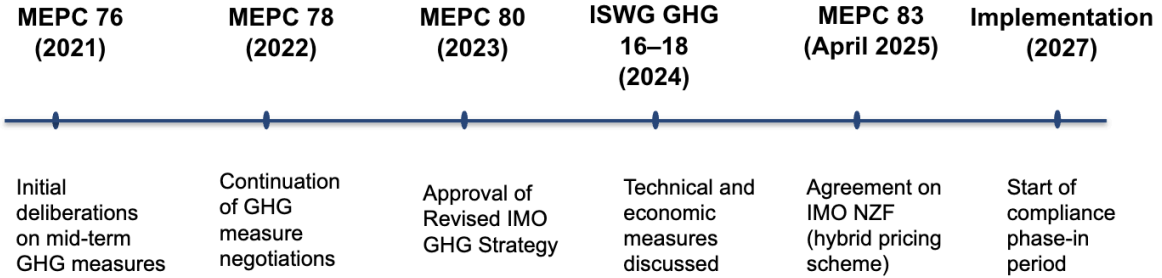 MEPC 76
(2021)
MEPC 78
(2022)
MEPC 80
(2023)
ISWG GHG
16–18
(2024)
MEPC 83
(April 2025)
Implementation
(2027)
Initial
deliberations
on mid-term
GHG measures
Continuation
of GHG
measure
negotiations
Approval of
Revised IMO
GHG Strategy
Technical and
economic
measures
discussed
Agreement on
IMO NZF
(hybrid pricing
scheme)
Start of
compliance
phase-in
period